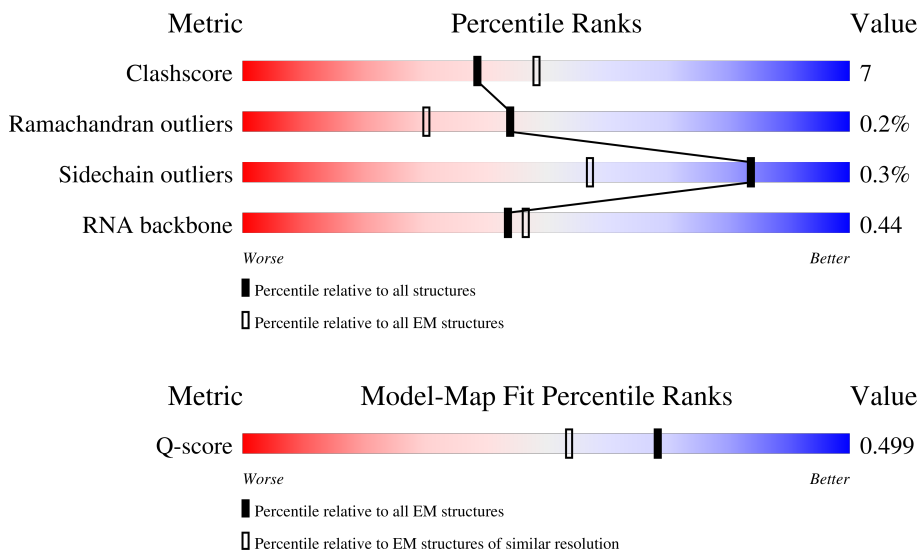 Metric Percentile Ranks Value
Clashscore 7
Ramachandran outliers 0.2%
Sidechain outliers 0.3%
RNA backbone 0.44
Worse Better
Percentile relative to all structures
Percentile relative to all EM structures
Metric Model-Map Fit Percentile Ranks Value
Q-score 0.499
Worse Better
Percentile relative to all EM structures
Percentile relative to EM structures of similar resolution